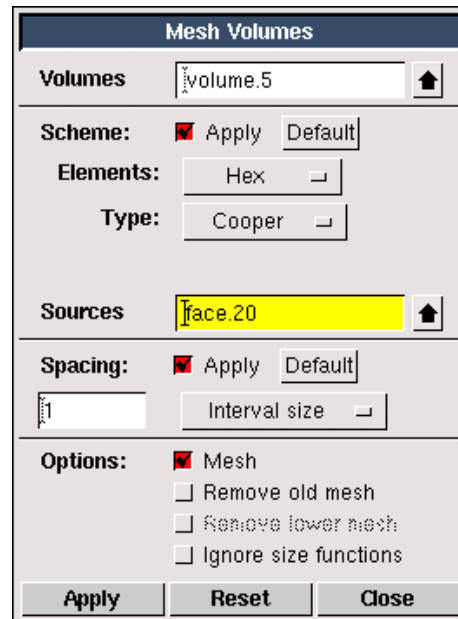 Mesh Volumes
Volumes volume.5
Scheme: Apply Default
Elements: Hex
Type: Cooper
Sources face.20
Spacing: Apply Default
1 Interval size
Options: Mesh
Remove old mesh
Remove lower mesh
Ignore size functions
Apply Reset Close